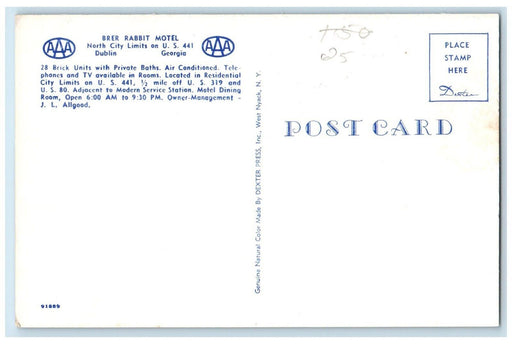 AAA
BRER RABBIT MOTEL
North City Limits on U. S. 441
Dublin Georgia
AAA
28 Brick Units with Private Baths. Air Conditioned. Tele-
phones and TV available in Rooms. Located in Residential
City Limits on U. S. 441, ½ mile off U. S. 319 and
U. S. 80. Adjacent to Modern Service Station. Motel Dining
Room, Open 6:00 AM to 9:30 PM. Owner-Management -
J. L. Allgood.
91889
Genuine Natural Color Made By DEXTER PRESS, Inc., West Nyack, N. Y.
150
25
POST CARD
PLACE
STAMP
HERE
Dexter